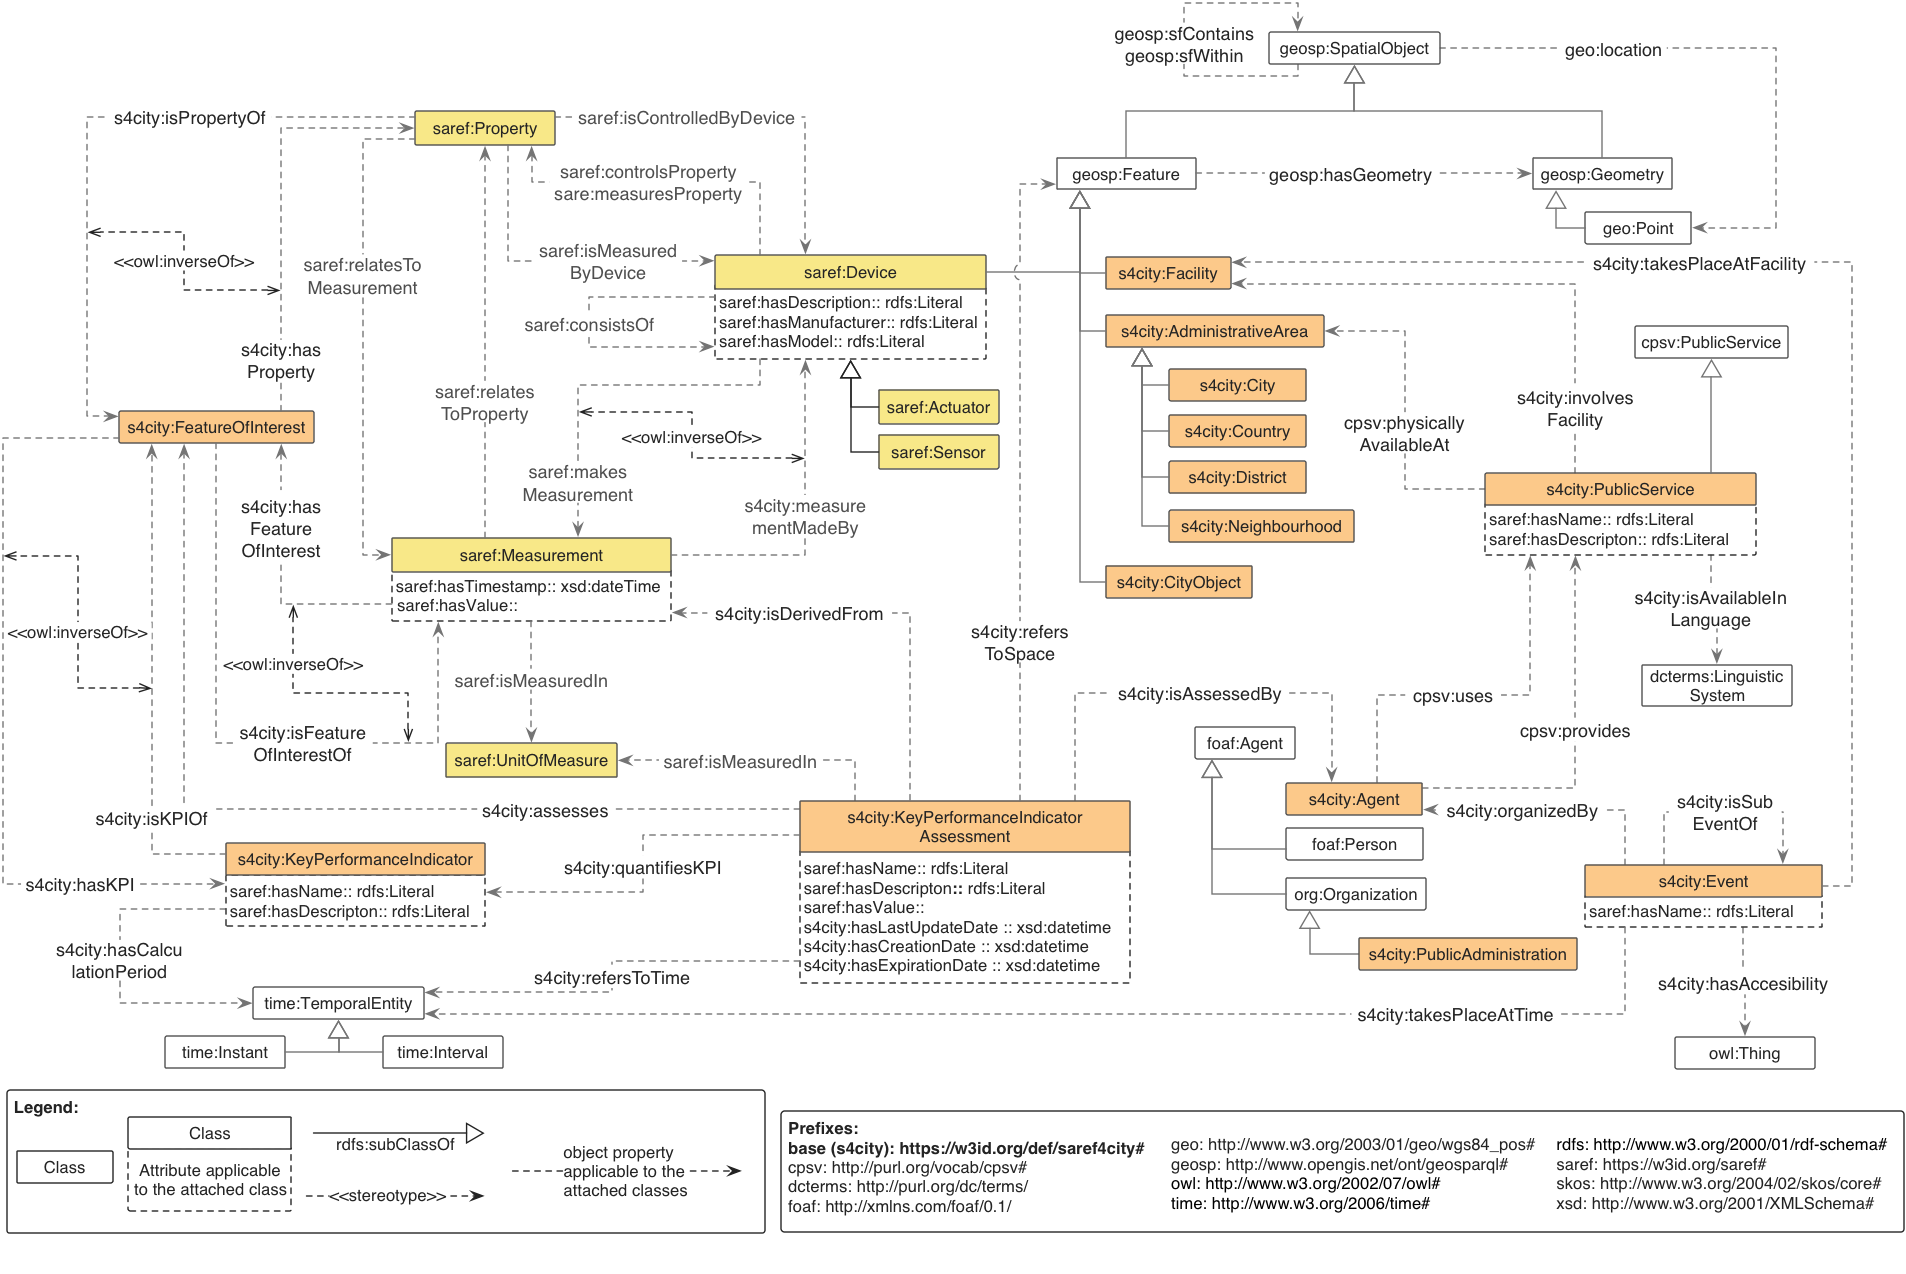 geosp:sfContains
geosp:sfWithin
geosp:SpatialObject
geo:location
s4city:isPropertyOf
saref:Property
saref:isControlledByDevice
saref:controlsProperty
sare:measuresProperty
geosp:Feature
geosp:hasGeometry
geosp:Geometry
geo:Point
<<owl:inverseOf>>
saref:relatesTo
Measurement
saref:isMeasured
ByDevice
saref:Device
saref:hasDescription:: rdfs:Literal
saref:hasManufacturer:: rdfs:Literal
saref:hasModel:: rdfs:Literal
saref:consistsOf
s4city:Facility
s4city:takesPlaceAtFacility
s4city:AdministrativeArea
cpsv:PublicService
s4city:has
Property
saref:relates
ToProperty
saref:Actuator
saref:Sensor
s4city:City
s4city:Country
s4city:District
s4city:Neighbourhood
s4city:CityObject
cpsv:physically
AvailableAt
s4city:involves
Facility
s4city:FeatureOfInterest
<<owl:inverseOf>>
saref:makes
Measurement
s4city:measure
mentMadeBy
s4city:PublicService
saref:hasName:: rdfs:Literal
saref:hasDescripton:: rdfs:Literal
s4city:has
Feature
OfInterest
saref:Measurement
saref:hasTimestamp:: xsd:dateTime
saref:hasValue::
s4city:isDerivedFrom
s4city:refers
ToSpace
s4city:isAvailableIn
Language
dcterms:Linguistic
System
<<owl:inverseOf>>
<<owl:inverseOf>>
saref:isMeasuredIn
s4city:isAssessedBy
cpsv:uses
cpsv:provides
s4city:isFeature
OfInterestOf
saref:UnitOfMeasure
saref:isMeasuredIn
foaf:Agent
s4city:Agent
s4city:organizedBy
s4city:isSub
EventOf
s4city:isKPIOf
s4city:assesses
s4city:KeyPerformanceIndicator
Assessment
saref:hasName:: rdfs:Literal
saref:hasDescripton:: rdfs:Literal
saref:hasValue::
s4city:hasLastUpdateDate :: xsd:datetime
s4city:hasCreationDate :: xsd:datetime
s4city:hasExpirationDate :: xsd:datetime
foaf:Person
org:Organization
s4city:PublicAdministration
s4city:Event
saref:hasName:: rdfs:Literal
s4city:KeyPerformanceIndicator
saref:hasName:: rdfs:Literal
saref:hasDescripton:: rdfs:Literal
s4city:quantifiesKPI
s4city:hasKPI
s4city:hasCalcu
lationPeriod
s4city:refersToTime
s4city:hasAccesibility
time:TemporalEntity
s4city:takesPlaceAtTime
time:Instant
time:Interval
owl:Thing
Legend:
Class
Class
Attribute applicable
to the attached class
rdfs:subClassOf
<<stereotype>>
object property
applicable to the
attached classes
Prefixes:
base (s4city): https://w3id.org/def/saref4city#
cpsv: http://purl.org/vocab/cpsv#
dcterms: http://purl.org/dc/terms/
foaf: http://xmlns.com/foaf/0.1/
geo: http://www.w3.org/2003/01/geo/wgs84_pos#
geosp: http://www.opengis.net/ont/geosparql#
owl: http://www.w3.org/2002/07/owl#
time: http://www.w3.org/2006/time#
rdfs: http://www.w3.org/2000/01/rdf-schema#
saref: https://w3id.org/saref#
skos: http://www.w3.org/2004/02/skos/core#
xsd: http://www.w3.org/2001/XMLSchema#